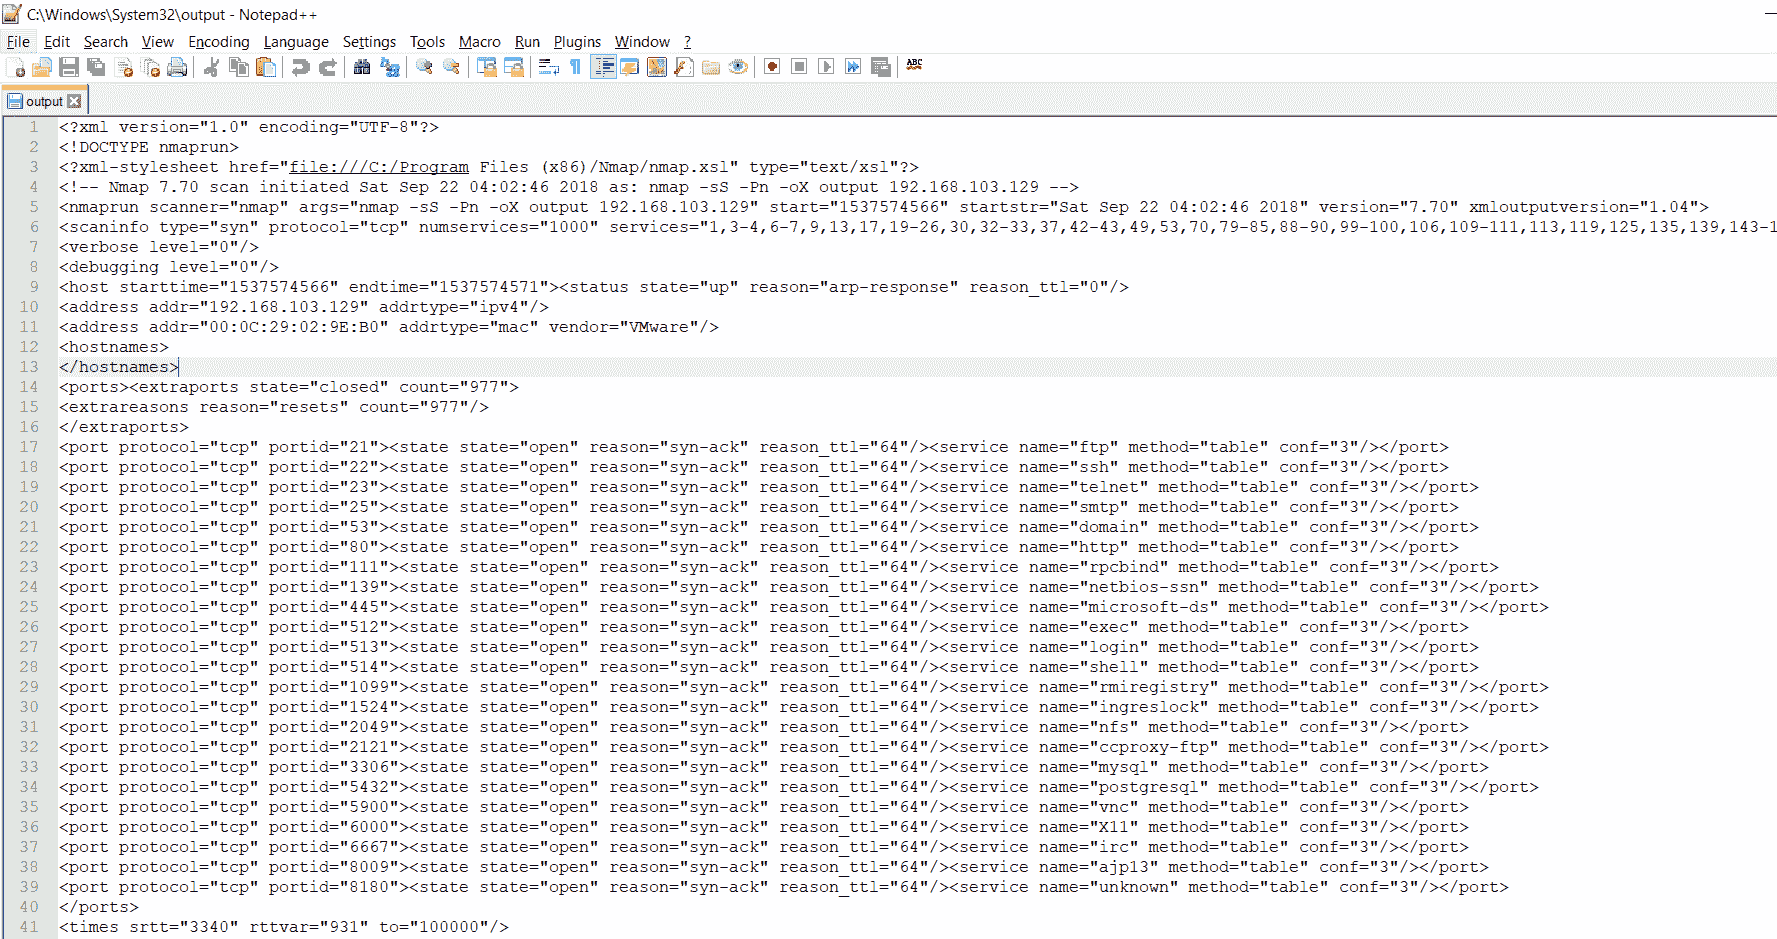 C:\Windows\System32\output - Notepad++
File Edit Search View Encoding Language Settings Tools Macro Run Plugins Window ?
ABC
output
1 <?xml version="1.0" encoding="UTF-8"?>
2 <!DOCTYPE nmaprun>
3 <?xml-stylesheet href="file:///C:/Program Files (x86)/Nmap/nmap.xsl" type="text/xsl"?>
4 <!-- Nmap 7.70 scan initiated Sat Sep 22 04:02:46 2018 as: nmap -sS -Pn -oX output 192.168.103.129 -->
5 <nmaprun scanner="nmap" args="nmap -sS -Pn -oX output 192.168.103.129" start="1537574566" startstr="Sat Sep 22 04:02:46 2018" version="7.70" xmloutputversion="1.04">
6 <scaninfo type="syn" protocol="tcp" numservices="1000" services="1,3-4,6-7,9,13,17,19-26,30,32-33,37,42-43,49,53,70,79-85,88-90,99-100,106,109-111,113,119,125,135,139,143-1
7 <verbose level="0"/>
8 <debugging level="0"/>
9 <host starttime="1537574566" endtime="1537574571"><status state="up" reason="arp-response" reason_ttl="0"/>
10 <address addr="192.168.103.129" addrtype="ipv4"/>
11 <address addr="00:0C:29:02:9E:B0" addrtype="mac" vendor="VMware"/>
12 <hostnames>
13 </hostnames>
14 <ports><extraports state="closed" count="977">
15 <extrareasons reason="resets" count="977"/>
16 </extraports>
17 <port protocol="tcp" portid="21"><state state="open" reason="syn-ack" reason_ttl="64"/><service name="ftp" method="table" conf="3"/></port>
18 <port protocol="tcp" portid="22"><state state="open" reason="syn-ack" reason_ttl="64"/><service name="ssh" method="table" conf="3"/></port>
19 <port protocol="tcp" portid="23"><state state="open" reason="syn-ack" reason_ttl="64"/><service name="telnet" method="table" conf="3"/></port>
20 <port protocol="tcp" portid="25"><state state="open" reason="syn-ack" reason_ttl="64"/><service name="smtp" method="table" conf="3"/></port>
21 <port protocol="tcp" portid="53"><state state="open" reason="syn-ack" reason_ttl="64"/><service name="domain" method="table" conf="3"/></port>
22 <port protocol="tcp" portid="80"><state state="open" reason="syn-ack" reason_ttl="64"/><service name="http" method="table" conf="3"/></port>
23 <port protocol="tcp" portid="111"><state state="open" reason="syn-ack" reason_ttl="64"/><service name="rpcbind" method="table" conf="3"/></port>
24 <port protocol="tcp" portid="139"><state state="open" reason="syn-ack" reason_ttl="64"/><service name="netbios-ssn" method="table" conf="3"/></port>
25 <port protocol="tcp" portid="445"><state state="open" reason="syn-ack" reason_ttl="64"/><service name="microsoft-ds" method="table" conf="3"/></port>
26 <port protocol="tcp" portid="512"><state state="open" reason="syn-ack" reason_ttl="64"/><service name="exec" method="table" conf="3"/></port>
27 <port protocol="tcp" portid="513"><state state="open" reason="syn-ack" reason_ttl="64"/><service name="login" method="table" conf="3"/></port>
28 <port protocol="tcp" portid="514"><state state="open" reason="syn-ack" reason_ttl="64"/><service name="shell" method="table" conf="3"/></port>
29 <port protocol="tcp" portid="1099"><state state="open" reason="syn-ack" reason_ttl="64"/><service name="rmiregistry" method="table" conf="3"/></port>
30 <port protocol="tcp" portid="1524"><state state="open" reason="syn-ack" reason_ttl="64"/><service name="ingreslock" method="table" conf="3"/></port>
31 <port protocol="tcp" portid="2049"><state state="open" reason="syn-ack" reason_ttl="64"/><service name="nfs" method="table" conf="3"/></port>
32 <port protocol="tcp" portid="2121"><state state="open" reason="syn-ack" reason_ttl="64"/><service name="ccproxy-ftp" method="table" conf="3"/></port>
33 <port protocol="tcp" portid="3306"><state state="open" reason="syn-ack" reason_ttl="64"/><service name="mysql" method="table" conf="3"/></port>
34 <port protocol="tcp" portid="5432"><state state="open" reason="syn-ack" reason_ttl="64"/><service name="postgresql" method="table" conf="3"/></port>
35 <port protocol="tcp" portid="5900"><state state="open" reason="syn-ack" reason_ttl="64"/><service name="vnc" method="table" conf="3"/></port>
36 <port protocol="tcp" portid="6000"><state state="open" reason="syn-ack" reason_ttl="64"/><service name="X11" method="table" conf="3"/></port>
37 <port protocol="tcp" portid="6667"><state state="open" reason="syn-ack" reason_ttl="64"/><service name="irc" method="table" conf="3"/></port>
38 <port protocol="tcp" portid="8009"><state state="open" reason="syn-ack" reason_ttl="64"/><service name="ajp13" method="table" conf="3"/></port>
39 <port protocol="tcp" portid="8180"><state state="open" reason="syn-ack" reason_ttl="64"/><service name="unknown" method="table" conf="3"/></port>
40 </ports>
41 <times srtt="3340" rttvar="931" to="100000"/>